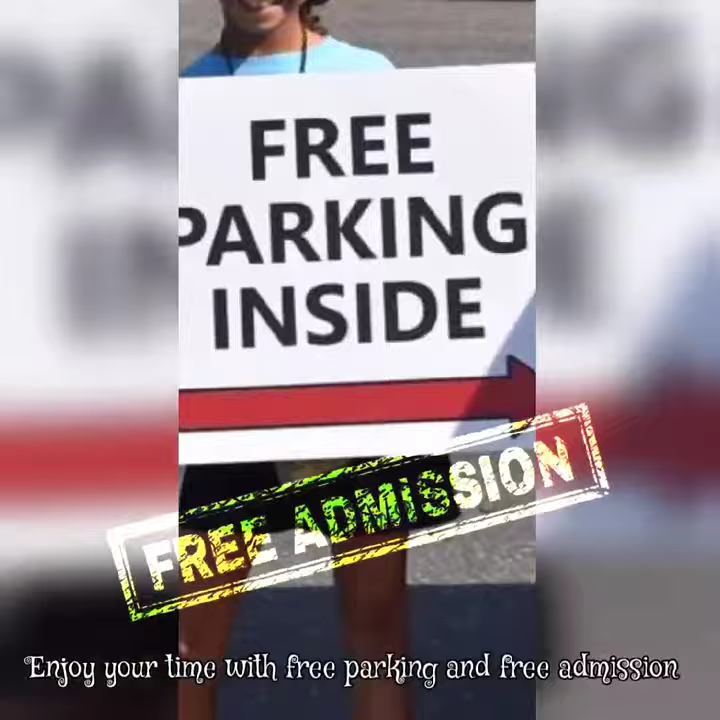 FREE
PARKING
INSIDE
FREE ADMISSION
Enjoy your time with free parking and free admission